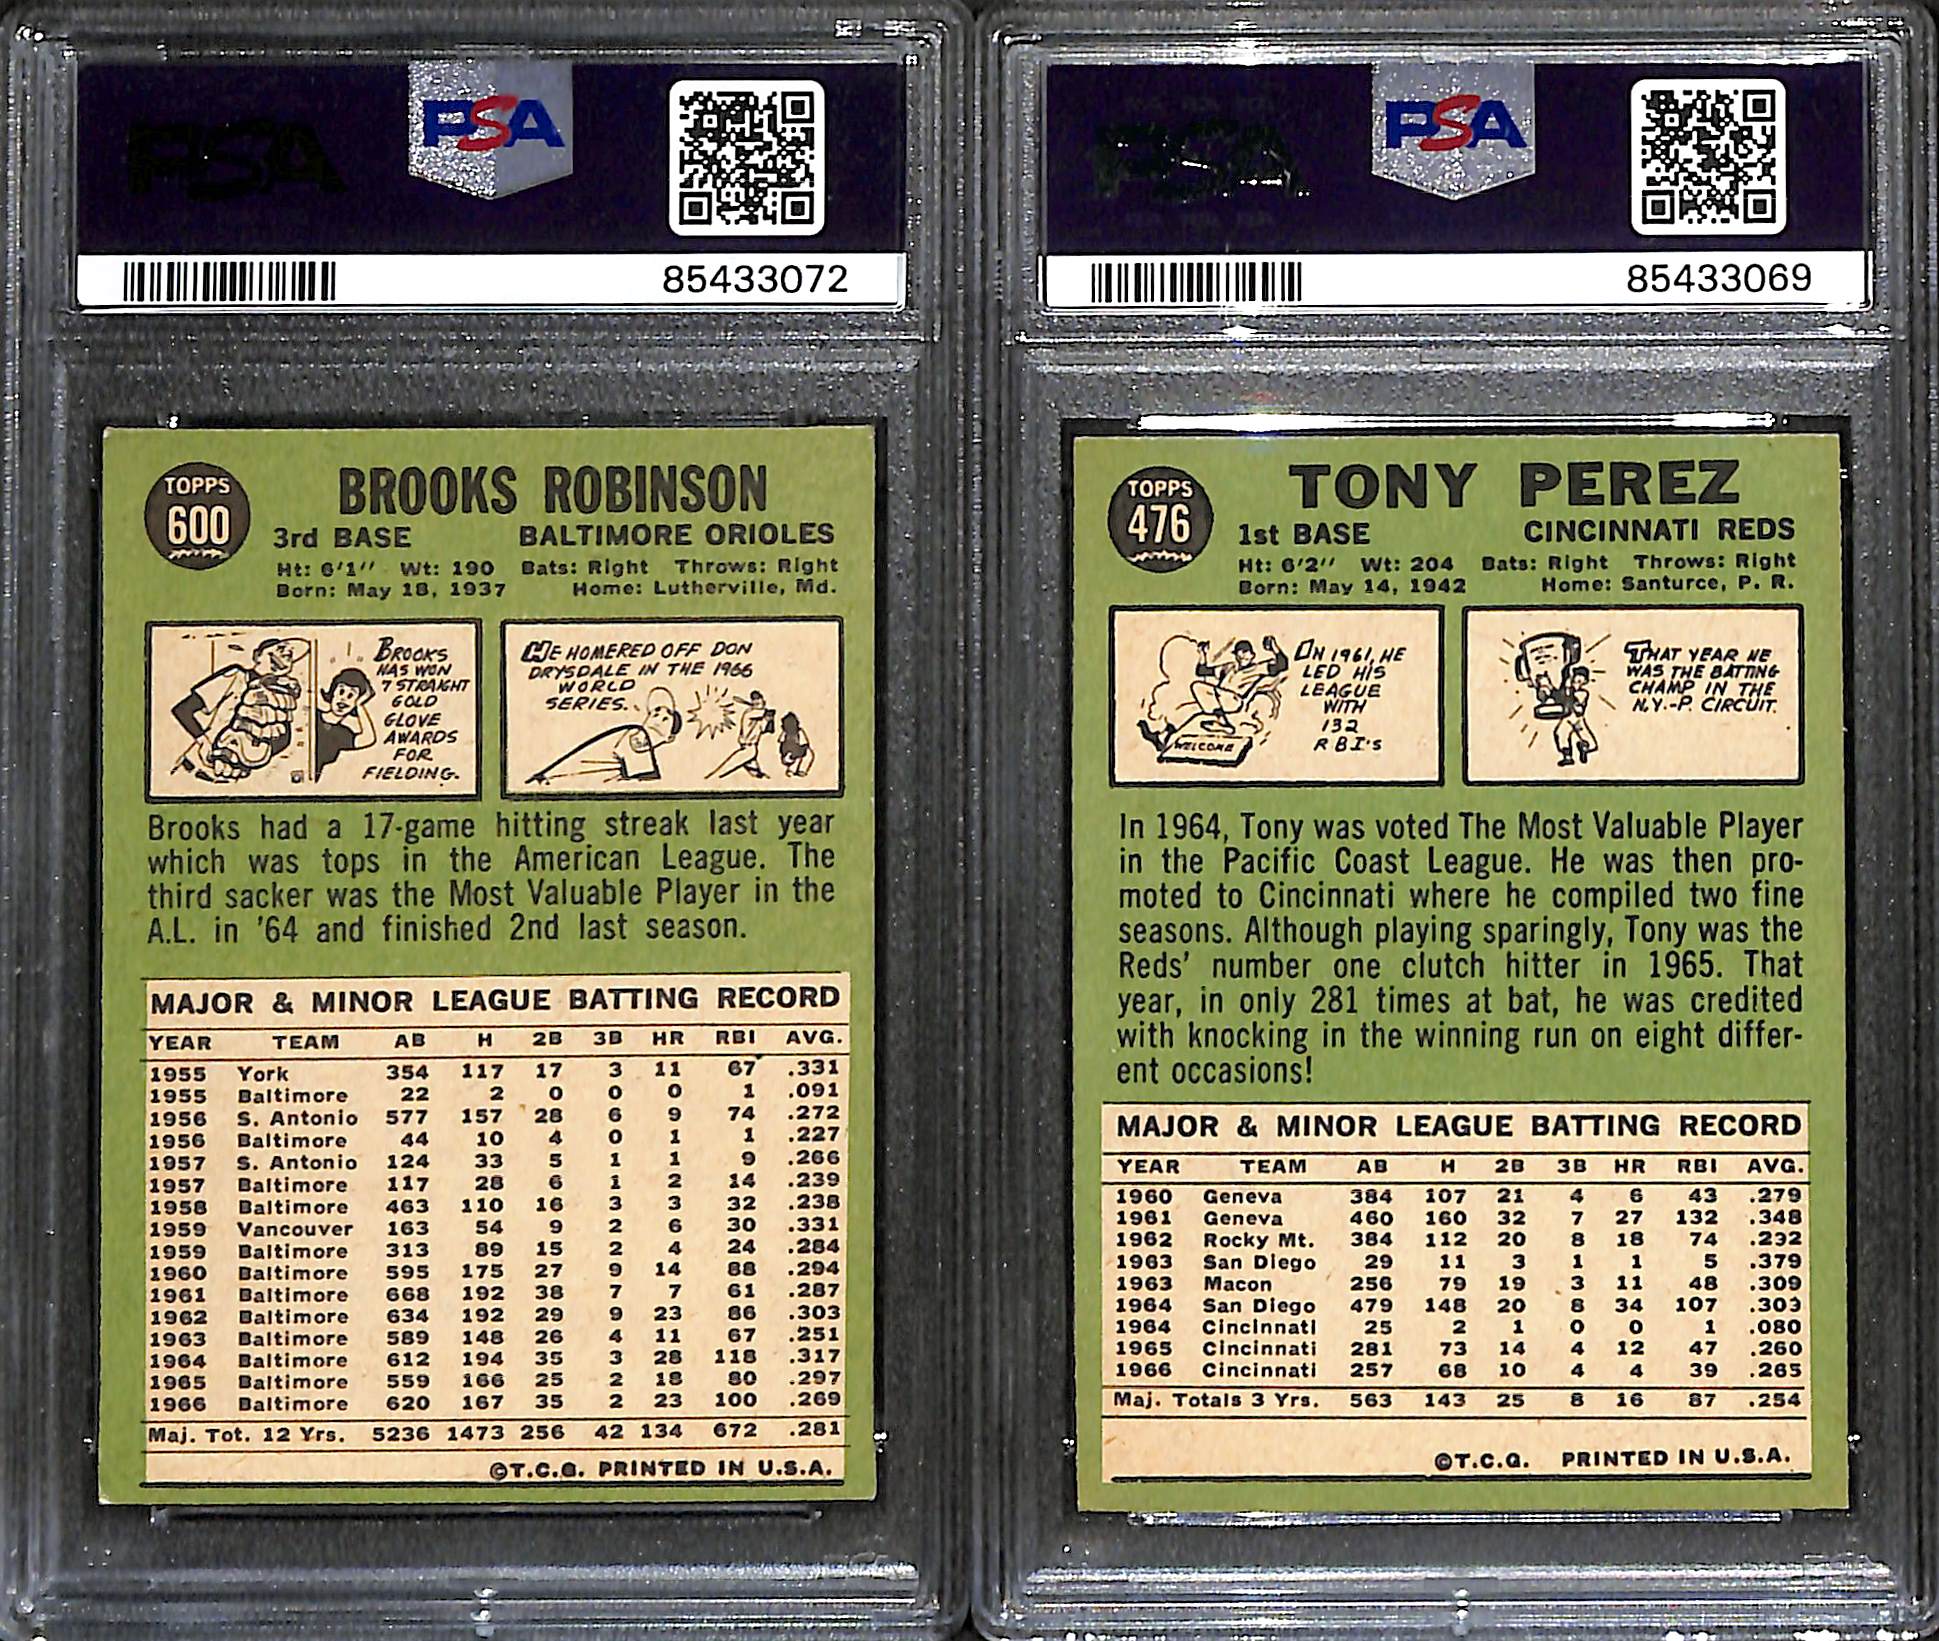 PSA
PSA
85433072
TOPPS
600
BROOKS ROBINSON
3rd BASE BALTIMORE ORIOLES
Ht: 6'1" Wt: 190 Bats: Right Throws: Right
Born: May 18, 1937 Home: Lutherville, Md.
BROOKS
HAS WON
7 STRAIGHT
GOLD
GLOVE
AWARDS
FOR
FIELDING.
HE HOMERED OFF DON
DRYSDALE IN THE 1966
WORLD
SERIES.
Brooks had a 17-game hitting streak last year
which was tops in the American League. The
third sacker was the Most Valuable Player in the
A.L. in '64 and finished 2nd last season.
MAJOR & MINOR LEAGUE BATTING RECORD
YEAR TEAM AB H 2B 3B HR RBI AVG.
1955 York 354 117 17 3 11 67 .331
1955 Baltimore 22 2 0 0 0 1 .091
1956 S. Antonio 577 157 28 6 9 74 .272
1956 Baltimore 44 10 4 0 1 1 .227
1957 S. Antonio 124 33 5 1 1 9 .266
1957 Baltimore 117 28 6 1 2 14 .239
1958 Baltimore 463 110 16 3 3 32 .238
1959 Vancouver 163 54 9 2 6 30 .331
1959 Baltimore 313 89 15 2 4 24 .284
1960 Baltimore 595 175 27 9 14 88 .294
1961 Baltimore 668 192 38 7 7 61 .287
1962 Baltimore 634 192 29 9 23 86 .303
1963 Baltimore 589 148 26 4 11 67 .251
1964 Baltimore 612 194 35 3 28 118 .317
1965 Baltimore 559 166 25 2 18 80 .297
1966 Baltimore 620 167 35 2 23 100 .269
Maj. Tot. 12 Yrs. 5236 1473 256 42 134 672 .281
©T.C.G. PRINTED IN U.S.A.
PSA
PSA
85433069
TOPPS
476
TONY PEREZ
1st BASE CINCINNATI REDS
Ht: 6'2" Wt: 204 Bats: Right Throws: Right
Born: May 14, 1942 Home: Santurce, P. R.
IN 1961, HE
LED HIS
LEAGUE
WITH
132
RBI'S
WELCOME
THAT YEAR HE
WAS THE BATTING
CHAMP IN THE
N.Y.-P. CIRCUIT.
In 1964, Tony was voted The Most Valuable Player
in the Pacific Coast League. He was then pro-
moted to Cincinnati where he compiled two fine
seasons. Although playing sparingly, Tony was the
Reds' number one clutch hitter in 1965. That
year, in only 281 times at bat, he was credited
with knocking in the winning run on eight differ-
ent occasions!
MAJOR & MINOR LEAGUE BATTING RECORD
YEAR TEAM AB H 2B 3B HR RBI AVG.
1960 Geneva 384 107 21 4 6 43 .279
1961 Geneva 460 160 32 7 27 132 .348
1962 Rocky Mt. 384 112 20 8 18 74 .292
1963 San Diego 29 11 3 1 1 5 .379
1963 Macon 256 79 19 3 11 48 .309
1964 San Diego 479 148 20 8 34 107 .303
1964 Cincinnati 25 2 1 0 0 1 .080
1965 Cincinnati 281 73 14 4 12 47 .260
1966 Cincinnati 257 68 10 4 4 39 .265
Maj. Totals 3 Yrs. 563 143 25 8 16 87 .254
©T.C.G. PRINTED IN U.S.A.